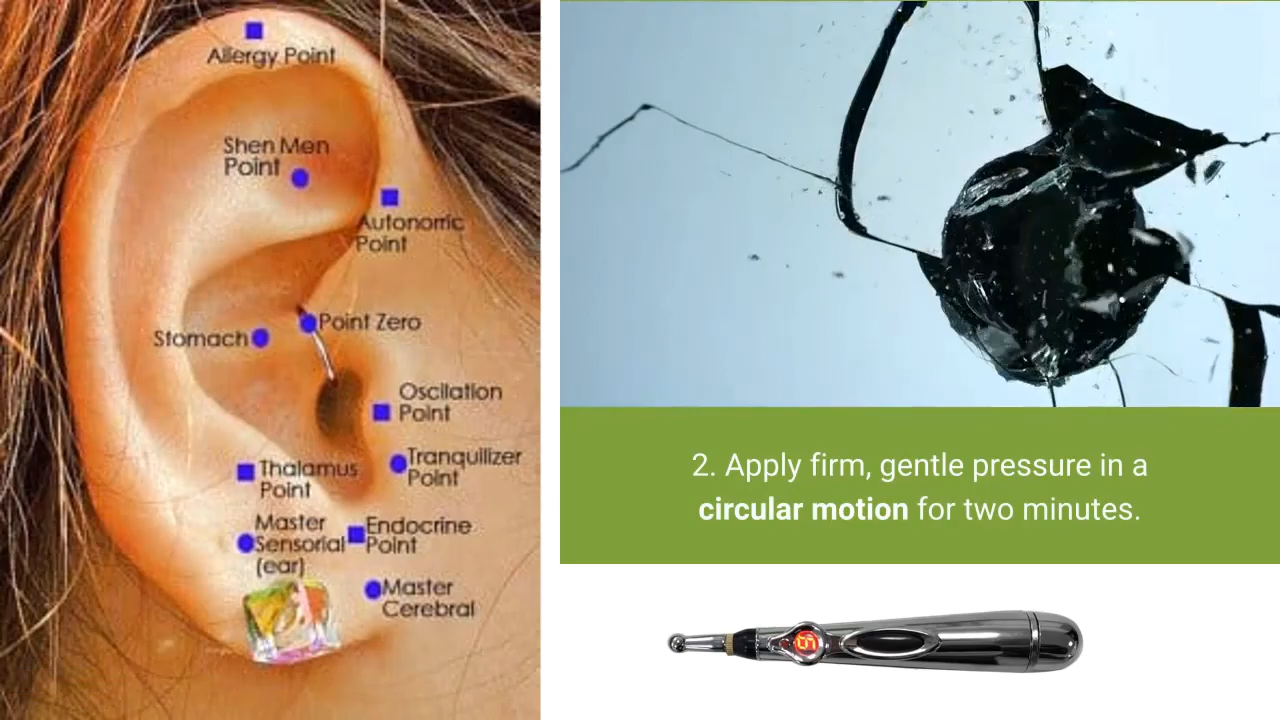 Allergy Point
Shen Men
Point
Autonomic
Point
Point Zero
Stomach
Oscilation
Point
Tranquilizer
Point
Thalamus
Point
Master
Sensorial
(ear)
Endocrine
Point
Master
Cerebral
2. Apply firm, gentle pressure in a
circular motion for two minutes.